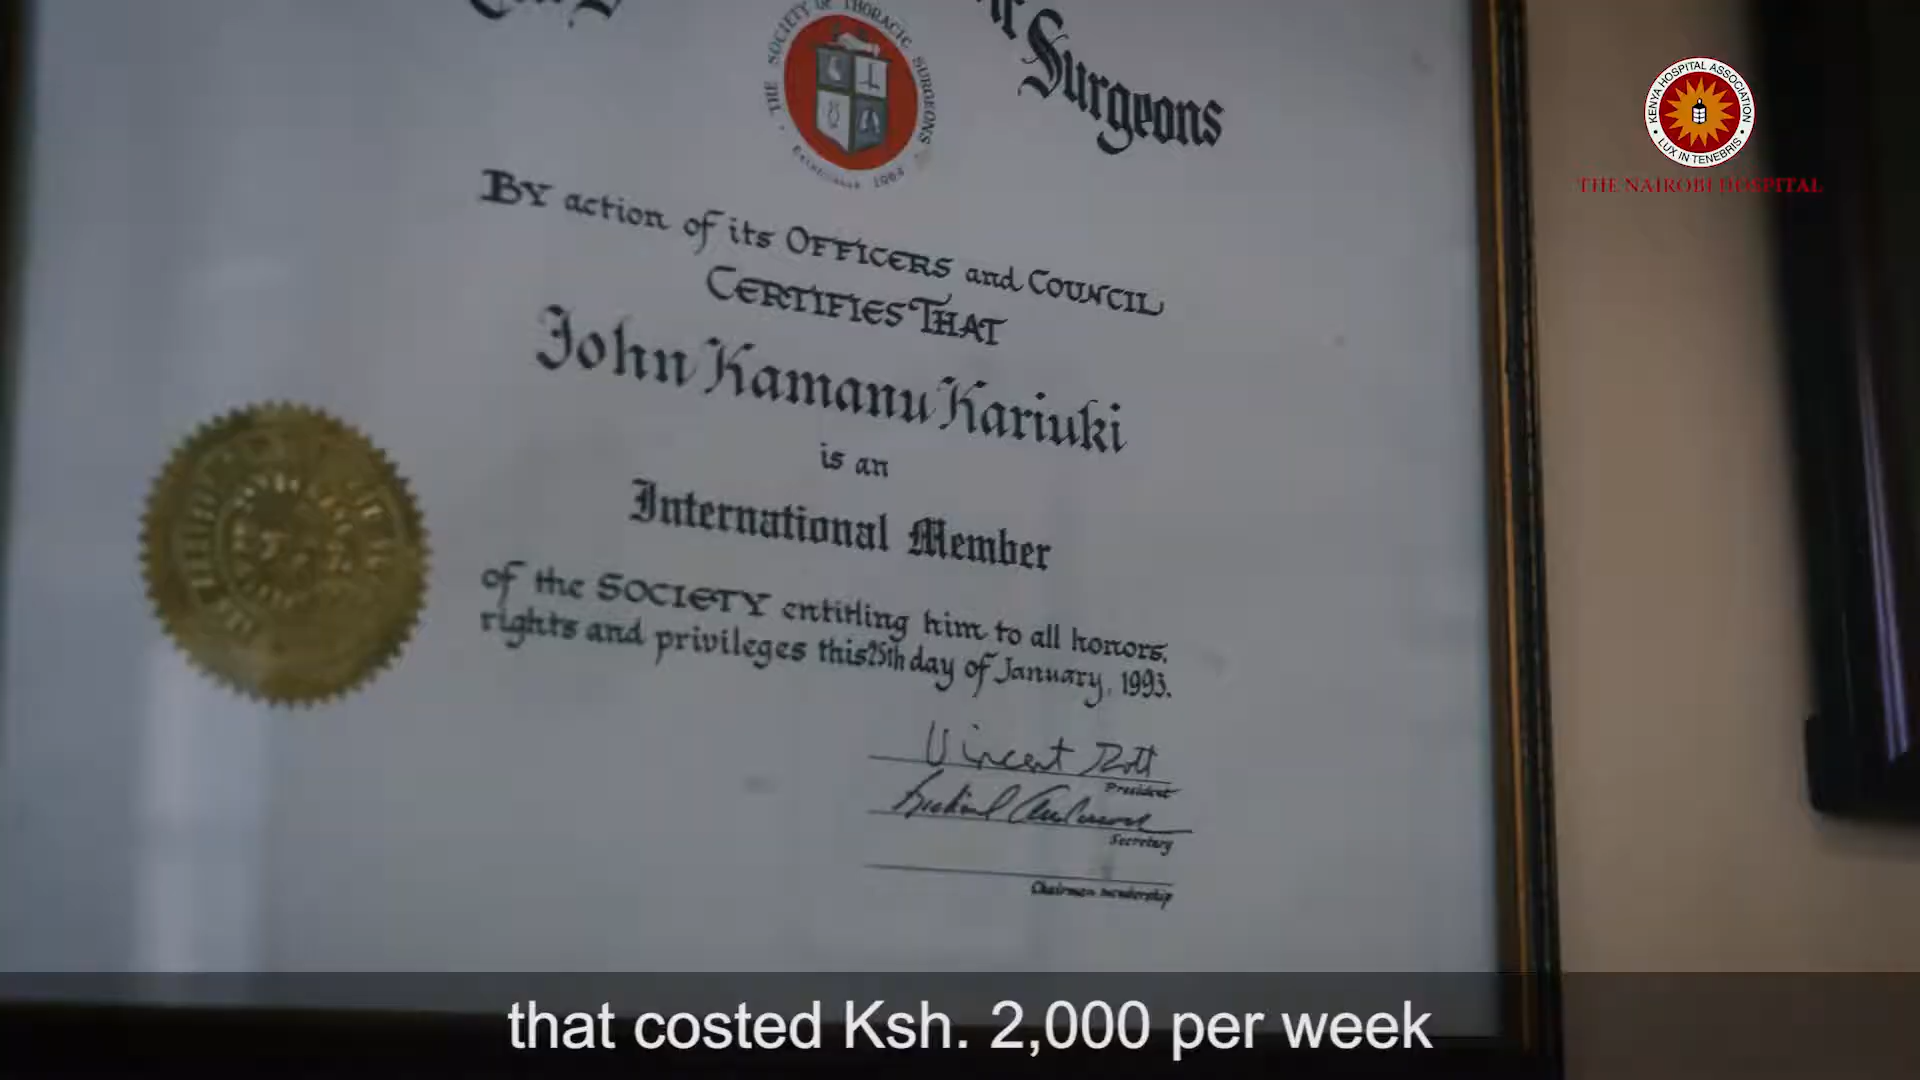 Surgeons
THE SOCIETY OF THORACIC SURGEONS
1964
BY action of its OFFICERS and COUNCIL
CERTIFIES THAT
John Kamanu Kariuki
is an
International Member
of the SOCIETY entitling him to all honors,
rights and privileges this 25th day of January, 1993.
Vincent Dott
President
Secretary
Chairman membership
KENYA HOSPITAL ASSOCIATION
LUX IN TENEBRIS
THE NAIROBI HOSPITAL
that costed Ksh. 2,000 per week